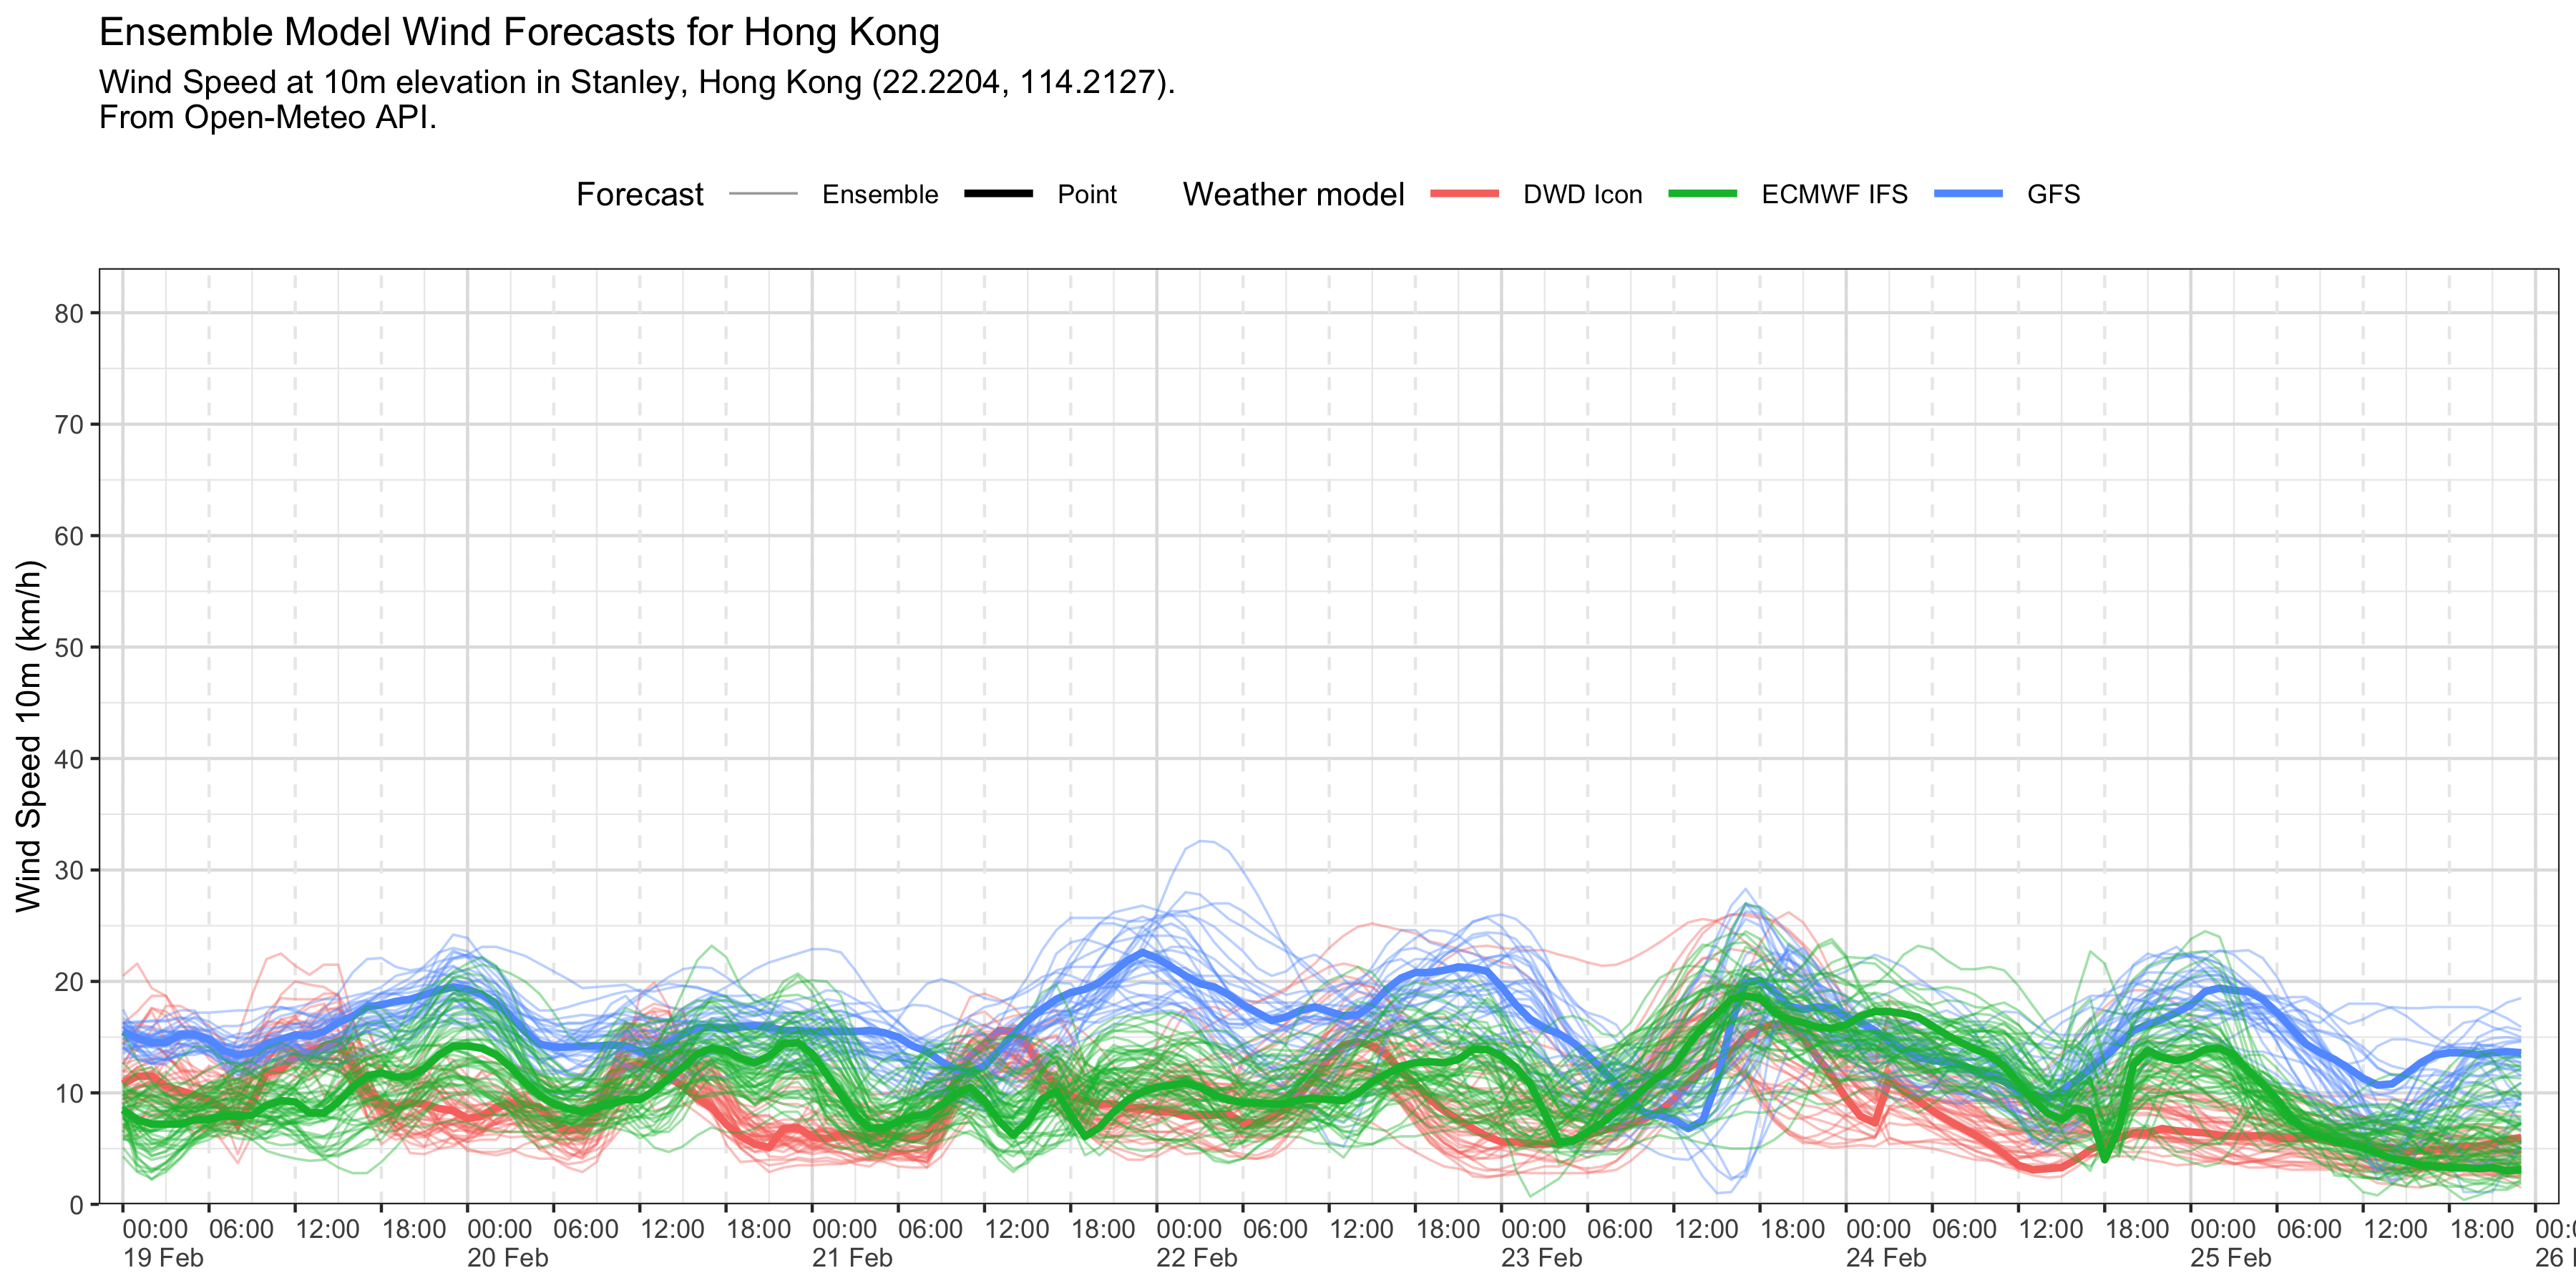 Ensemble Model Wind Forecasts for Hong Kong
Wind Speed at 10m elevation in Stanley, Hong Kong (22.2204, 114.2127).
From Open-Meteo API.
Forecast Ensemble Point Weather model DWD Icon ECMWF IFS GFS
Wind Speed 10m (km/h)
80
70
60
50
40
30
20
10
0
00:00 06:00 12:00 18:00 00:00 06:00 12:00 18:00 00:00 06:00 12:00 18:00 00:00 06:00 12:00 18:00 00:00 06:00 12:00 18:00 00:00 06:00 12:00 18:00 00:00 06:00 12:00 18:00 00:0
19 Feb 20 Feb 21 Feb 22 Feb 23 Feb 24 Feb 25 Feb 26